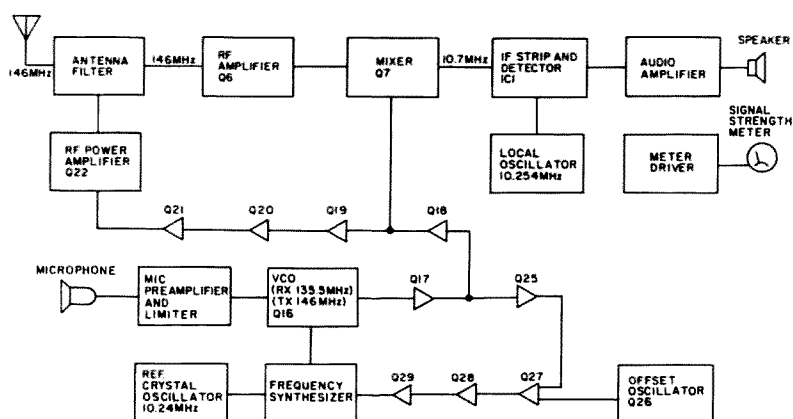 146MHz
ANTENNA
FILTER
146MHz
RF
AMPLIFIER
Q6
MIXER
Q7
10.7MHz
IF STRIP AND
DETECTOR
IC1
AUDIO
AMPLIFIER
SPEAKER
RF POWER
AMPLIFIER
Q22
LOCAL
OSCILLATOR
10.254MHz
METER
DRIVER
SIGNAL
STRENGTH
METER
Q21
Q20
Q19
Q18
MICROPHONE
MIC
PREAMPLIFIER
AND
LIMITER
VCO
(RX 135.5MHz)
(TX 146MHz)
Q16
Q17
Q25
REF.
CRYSTAL
OSCILLATOR
10.24MHz
FREQUENCY
SYNTHESIZER
Q29
Q28
Q27
OFFSET
OSCILLATOR
Q26